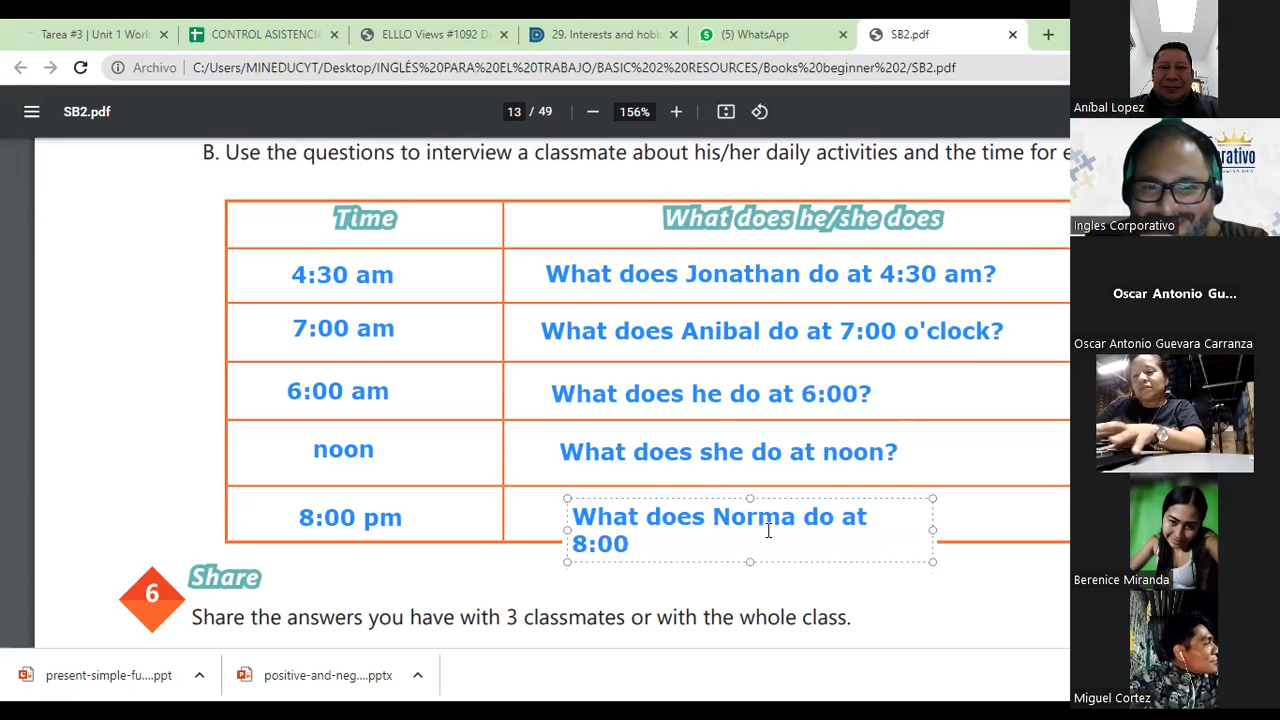 Tarea #3 | Unit 1 Work
CONTROL ASISTENCIA
ELLLO Views #1092 Da
29. Interests and hobb
(5) WhatsApp
SB2.pdf
Archivo
C:/Users/MINEDUCYT/Desktop/INGLÉS%20PARA%20EL%20TRABAJO/BASIC%202%20RESOURCES/Books%20beginner%202/SB2.pdf
SB2.pdf
13 / 49
156%
B. Use the questions to interview a classmate about his/her daily activities and the time for e
Time
What does he/she does
4:30 am
What does Jonathan do at 4:30 am?
7:00 am
What does Anibal do at 7:00 o'clock?
6:00 am
What does he do at 6:00?
noon
What does she do at noon?
8:00 pm
What does Norma do at
8:00
6
Share
Share the answers you have with 3 classmates or with the whole class.
present-simple-fu....ppt
positive-and-neg....pptx
Aníbal Lopez
rativo
Ingles Corporativo
Oscar Antonio Gu...
Oscar Antonio Guevara Carranza
Berenice Miranda
Miguel Cortez